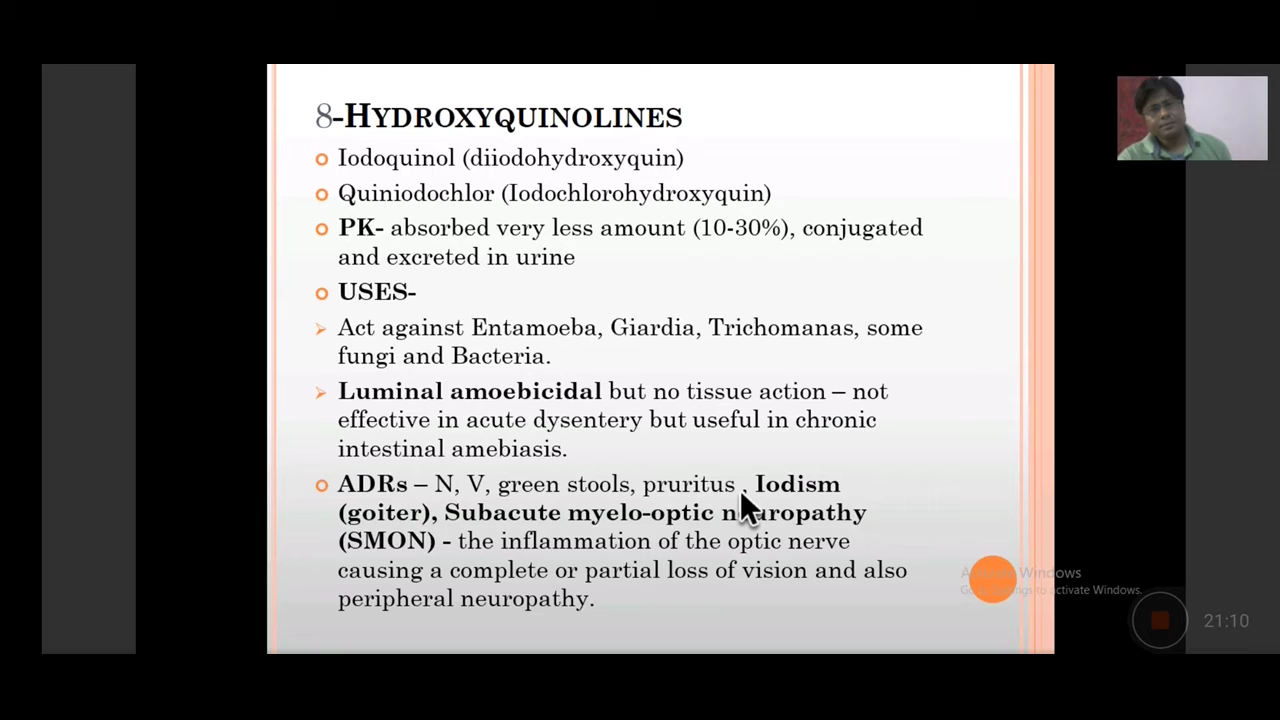 8-HYDROXYQUINOLINES
Iodoquinol (diiodohydroxyquin)
Quiniodochlor (Iodochlorohydroxyquin)
PK- absorbed very less amount (10-30%), conjugated
and excreted in urine
USES-
Act against Entamoeba, Giardia, Trichomanas, some
fungi and Bacteria.
Luminal amoebicidal but no tissue action – not
effective in acute dysentery but useful in chronic
intestinal amebiasis.
ADRs – N, V, green stools, pruritus , Iodism
(goiter), Subacute myelo-optic neuropathy
(SMON) - the inflammation of the optic nerve
causing a complete or partial loss of vision and also
peripheral neuropathy.
Activate Windows
Go to Settings to Activate Windows.
21:10